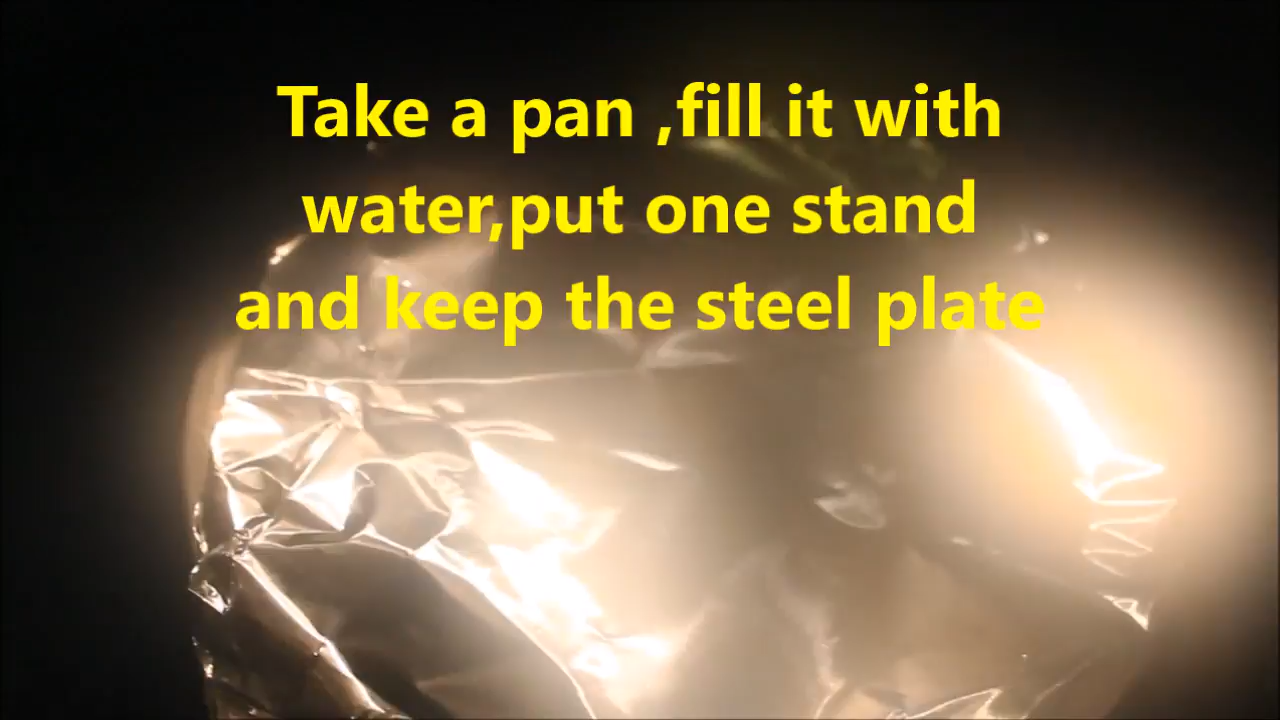 Take a pan ,fill it with
water,put one stand
and keep the steel plate